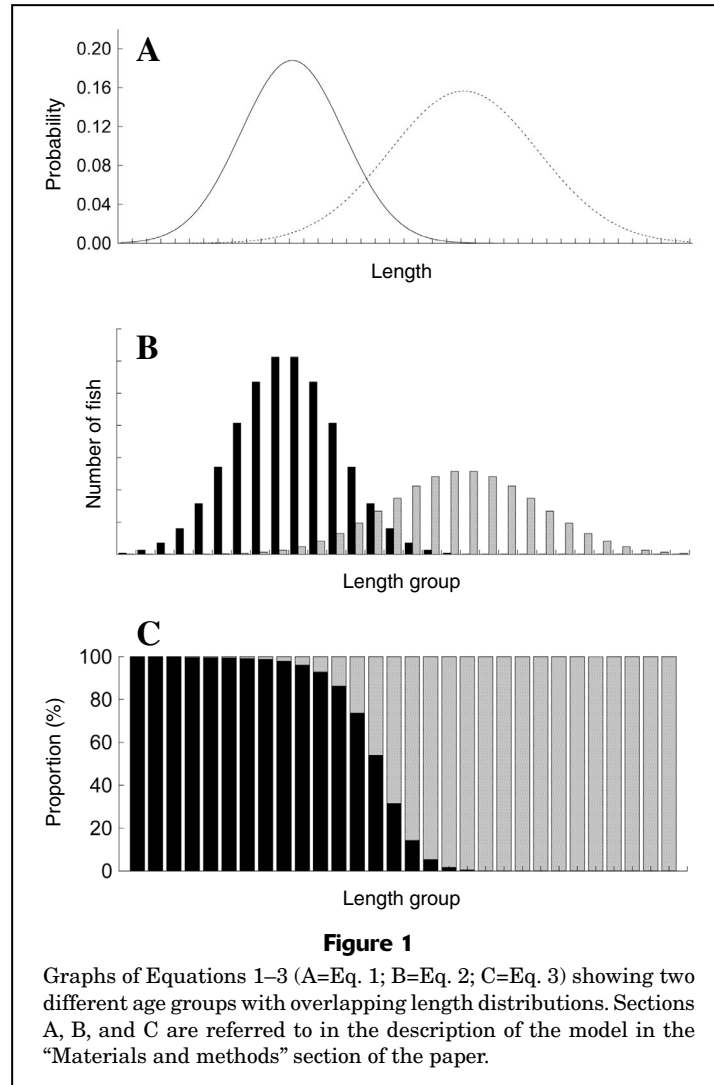 A
0.20
0.16
0.12
0.08
0.04
0.00
Probability
Length
B
Number of fish
Length group
C
100
80
60
40
20
0
Proportion (%)
Length group
Figure 1
Graphs of Equations 1–3 (A=Eq. 1; B=Eq. 2; C=Eq. 3) showing two
different age groups with overlapping length distributions. Sections
A, B, and C are referred to in the description of the model in the
“Materials and methods” section of the paper.